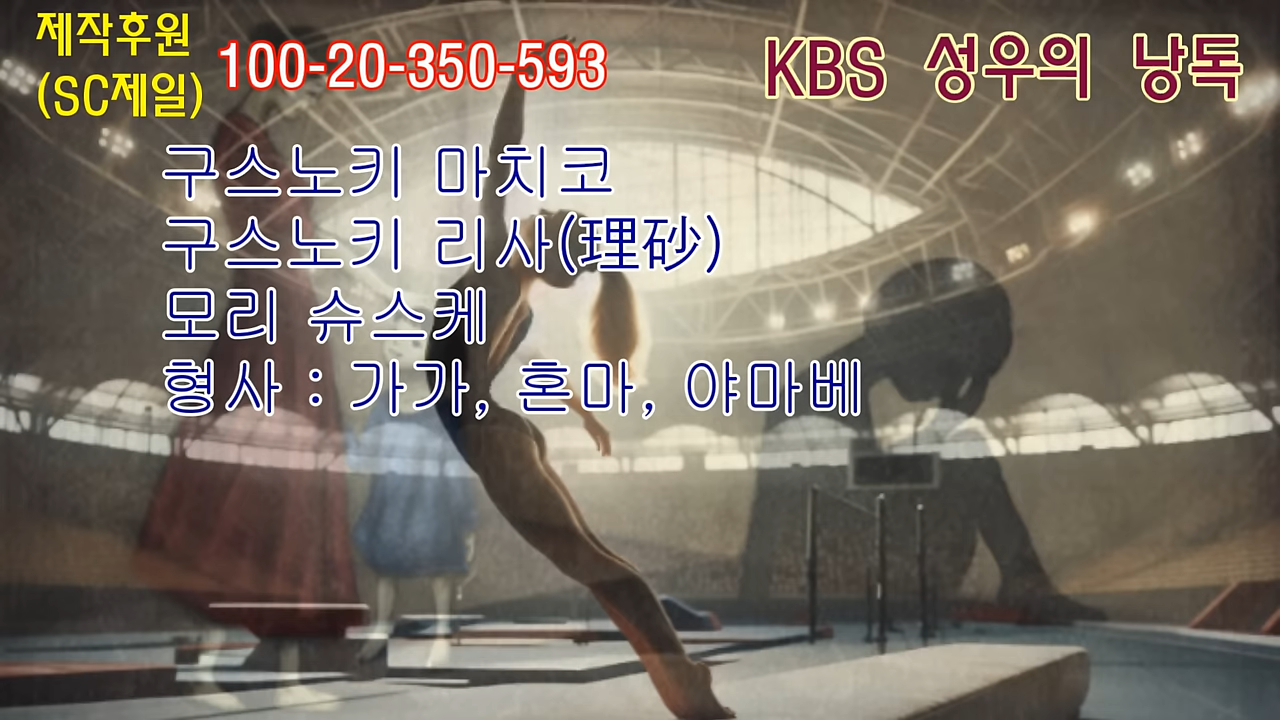 제작후원
(SC제일)
100-20-350-593
KBS 성우의 낭독
구스노키 마치코
구스노키 리사(理砂)
모리 슈스케
형사 : 가가, 혼마, 야마베